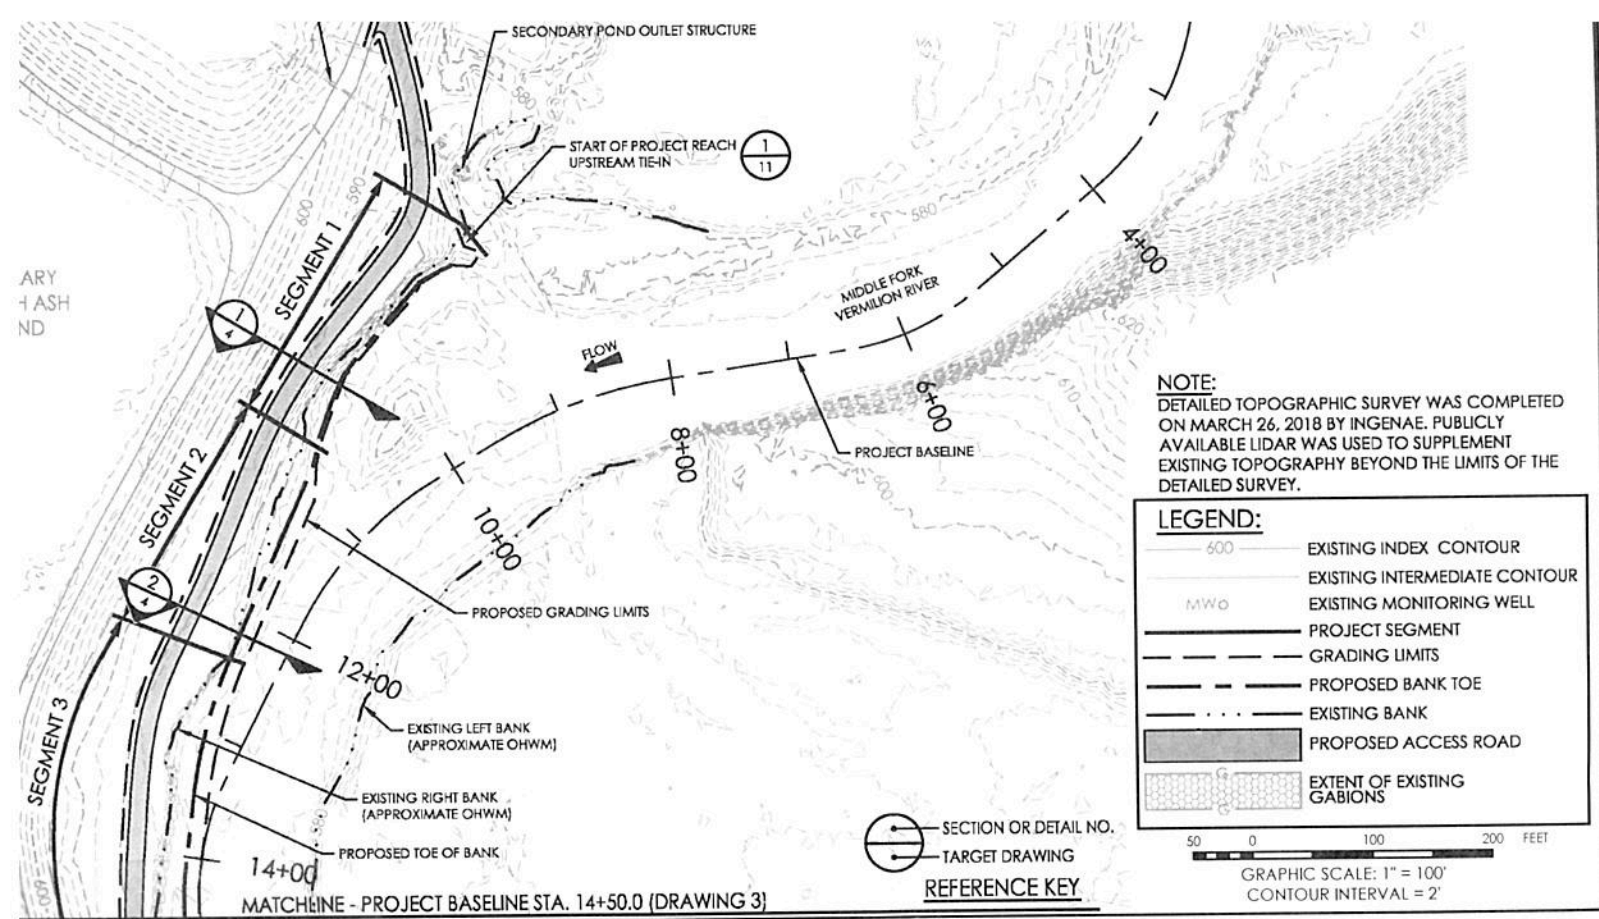 SECONDARY POND OUTLET STRUCTURE
580
START OF PROJECT REACH
UPSTREAM TIE-IN
1
11
590
600
580
SEGMENT 1
4+00
ARY
H ASH
ND
MIDDLE FORK
VERMILION RIVER
1
4
620
FLOW
610
6+00
8+00
PROJECT BASELINE
600
SEGMENT 2
10+00
2
4
PROPOSED GRADING LIMITS
12+00
SEGMENT 3
EXISTING LEFT BANK
(APPROXIMATE OHWM)
EXISTING RIGHT BANK
(APPROXIMATE OHWM)
580
PROPOSED TOE OF BANK
14+00
600
MATCHLINE - PROJECT BASELINE STA. 14+50.0 (DRAWING 3)
NOTE:
DETAILED TOPOGRAPHIC SURVEY WAS COMPLETED
ON MARCH 26, 2018 BY INGENAE. PUBLICLY
AVAILABLE LIDAR WAS USED TO SUPPLEMENT
EXISTING TOPOGRAPHY BEYOND THE LIMITS OF THE
DETAILED SURVEY.
LEGEND:
600 EXISTING INDEX CONTOUR
EXISTING INTERMEDIATE CONTOUR
MW EXISTING MONITORING WELL
PROJECT SEGMENT
GRADING LIMITS
PROPOSED BANK TOE
EXISTING BANK
PROPOSED ACCESS ROAD
G
G
EXTENT OF EXISTING
GABIONS
SECTION OR DETAIL NO.
TARGET DRAWING
REFERENCE KEY
50 0 100 200 FEET
GRAPHIC SCALE: 1" = 100'
CONTOUR INTERVAL = 2'